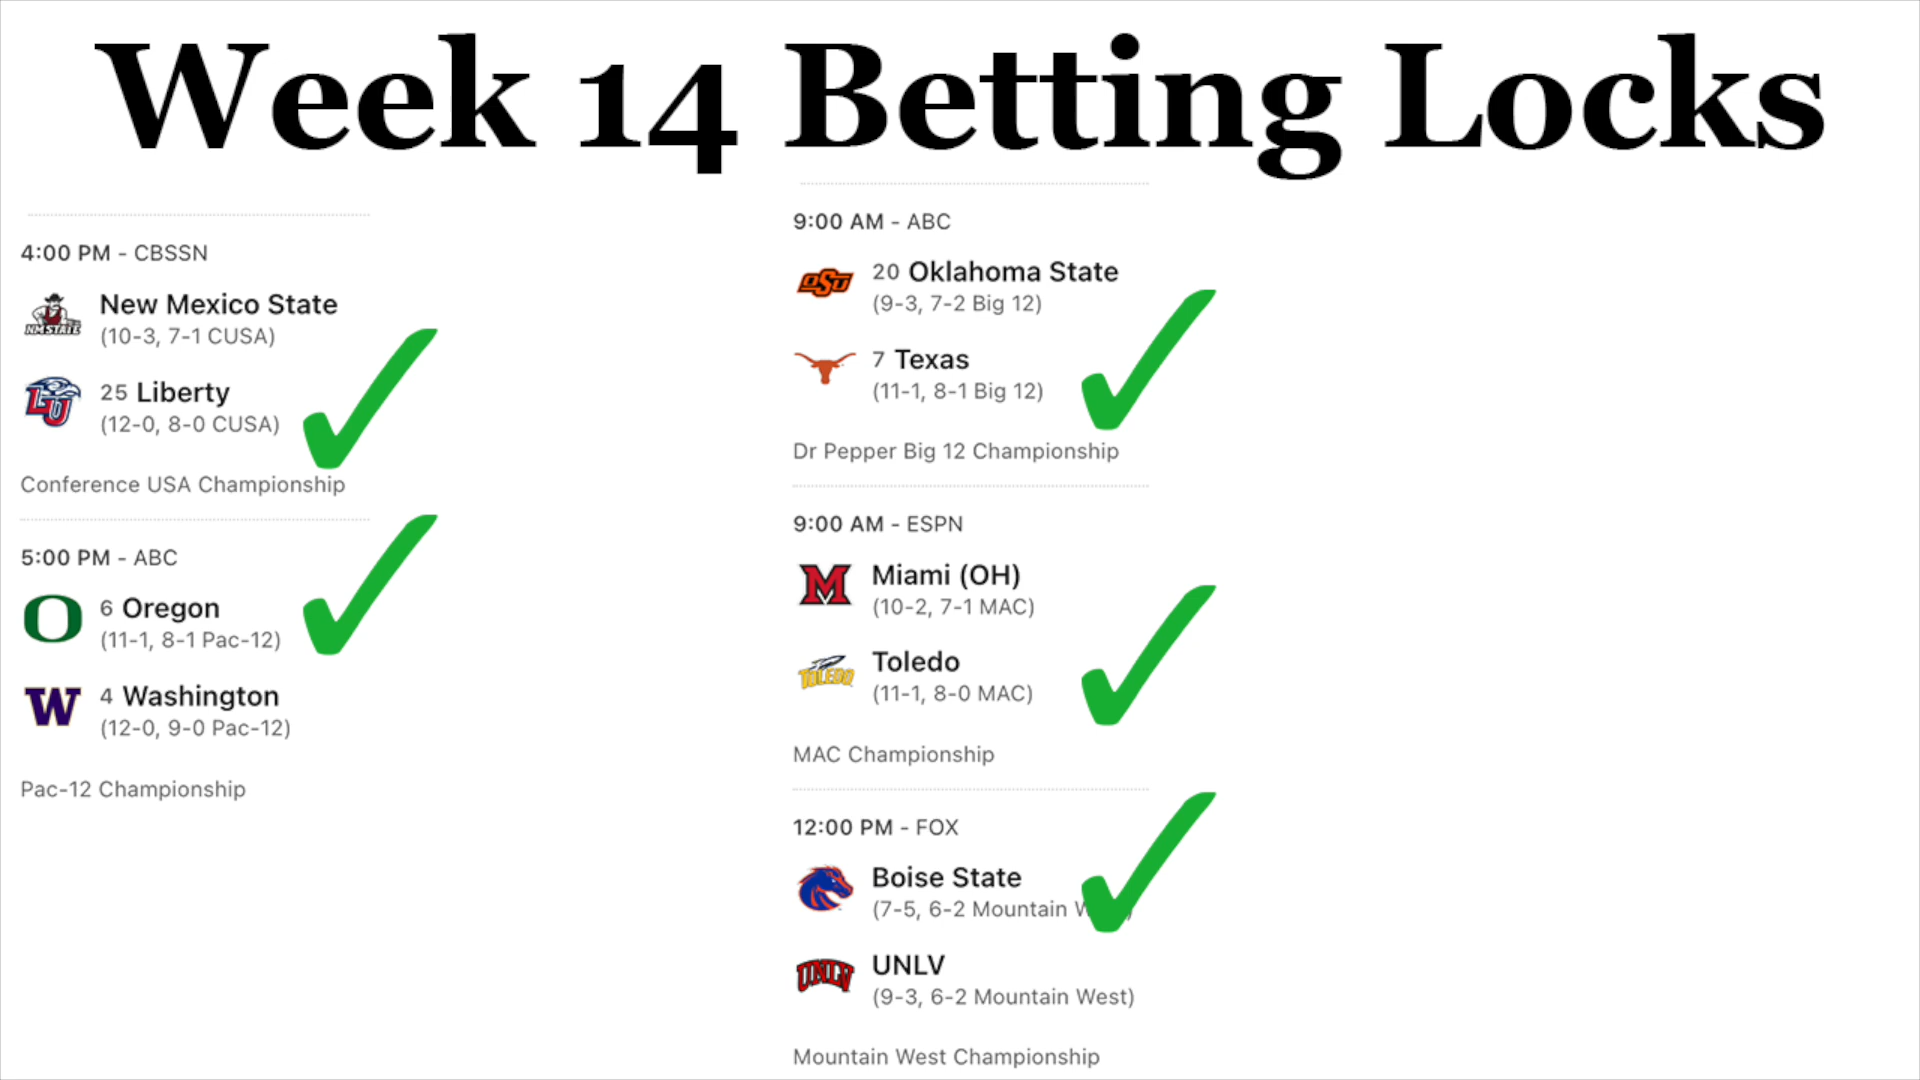 Week 14 Betting Locks
4:00 PM - CBSSN
NM STATE
New Mexico State
(10-3, 7-1 CUSA)
LU
25 Liberty
(12-0, 8-0 CUSA)
Conference USA Championship
5:00 PM - ABC
O
6 Oregon
(11-1, 8-1 Pac-12)
W
4 Washington
(12-0, 9-0 Pac-12)
Pac-12 Championship
9:00 AM - ABC
OSU
20 Oklahoma State
(9-3, 7-2 Big 12)
7 Texas
(11-1, 8-1 Big 12)
Dr Pepper Big 12 Championship
9:00 AM - ESPN
M
Miami (OH)
(10-2, 7-1 MAC)
TOLEDO
Toledo
(11-1, 8-0 MAC)
MAC Championship
12:00 PM - FOX
Boise State
(7-5, 6-2 Mountain
UNLV
UNLV
(9-3, 6-2 Mountain West)
Mountain West Championship